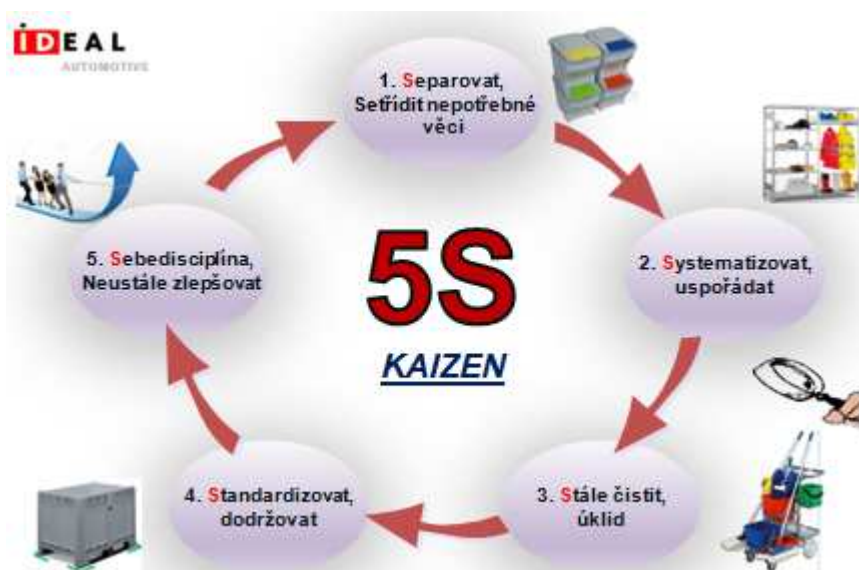 iDEAL
AUTOMOTIVE
1. Separovat,
Setřídit nepotřebné
věci
2. Systematizovat,
uspořádat
3. Stále čistit,
úklid
4. Standardizovat,
dodržovat
5. Sebedisciplína,
Neustále zlepšovat
5S
KAIZEN